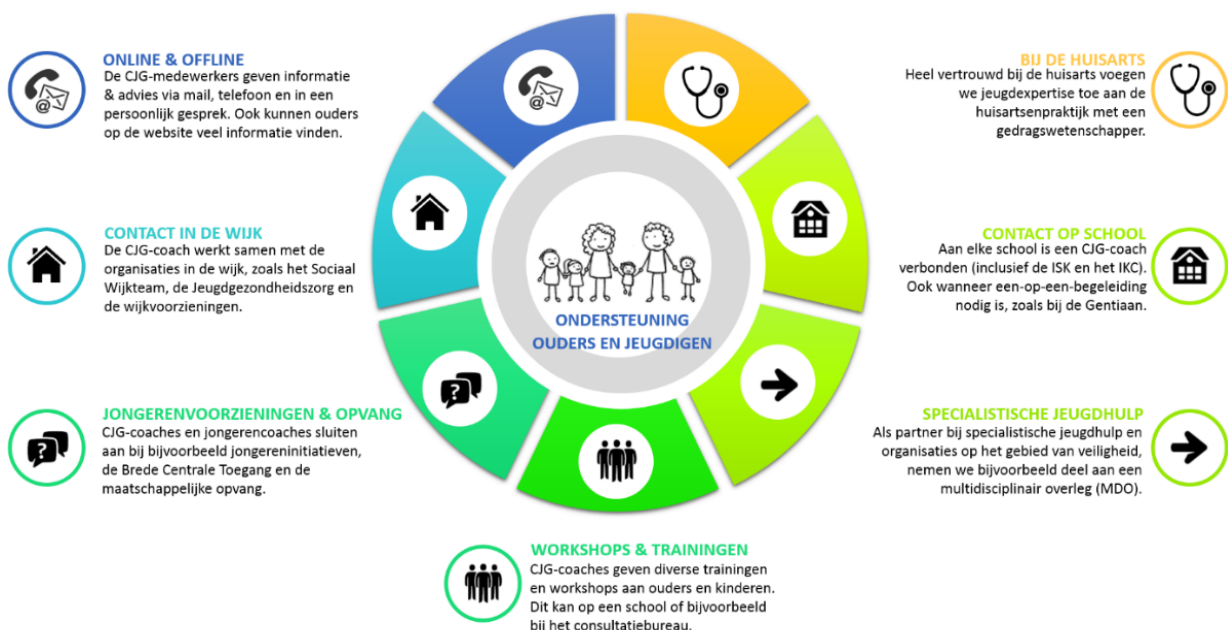 ONLINE & OFFLINE
De CJG-medewerkers geven informatie
& advies via mail, telefoon en in een
persoonlijk gesprek. Ook kunnen ouders
op de website veel informatie vinden.
BIJ DE HUISARTS
Heel vertrouwd bij de huisarts voegen
we jeugdexpertise toe aan de
huisartsenpraktijk met een
gedragswetenschapper.
CONTACT IN DE WIJK
De CJG-coach werkt samen met de
organisaties in de wijk, zoals het Sociaal
Wijkteam, de Jeugdgezondheidszorg en
de wijkvoorzieningen.
CONTACT OP SCHOOL
Aan elke school is een CJG-coach
verbonden (inclusief de ISK en het IKC).
Ook wanneer een-op-een-begeleiding
nodig is, zoals bij de Gentiaan.
ONDERSTEUNING
OUDERS EN JEUGDIGEN
JONGERENVOORZIENINGEN & OPVANG
CJG-coaches en jongerencoaches sluiten
aan bij bijvoorbeeld jongereninitiatieven,
de Brede Centrale Toegang en de
maatschappelijke opvang.
SPECIALISTISCHE JEUGDHULP
Als partner bij specialistische jeugdhulp en
organisaties op het gebied van veiligheid,
nemen we bijvoorbeeld deel aan een
multidisciplinair overleg (MDO).
WORKSHOPS & TRAININGEN
CJG-coaches geven diverse trainingen
en workshops aan ouders en kinderen.
Dit kan op een school of bijvoorbeeld
bij het consultatiebureau.